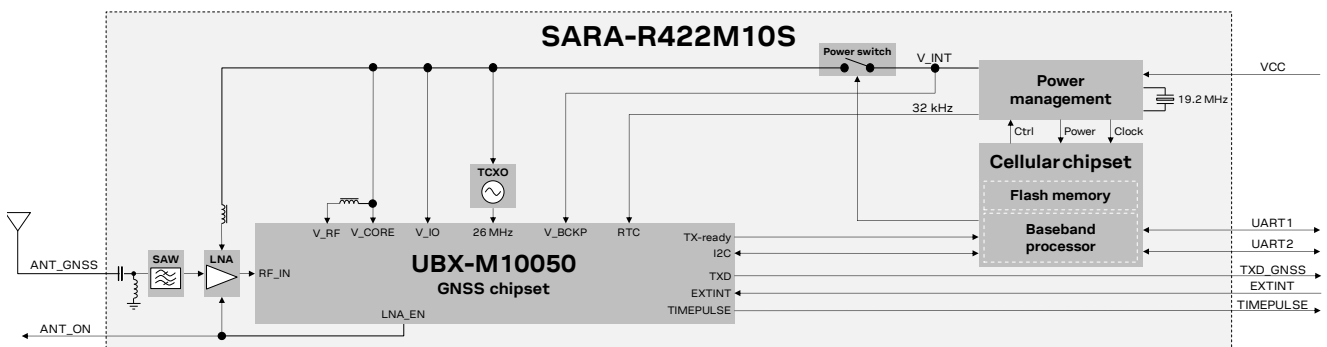 SARA-R422M10S
Power switch
V_INT
VCC
Power
management
19.2 MHz
32 kHz
Ctrl
Power
Clock
Cellular chipset
TCXO
Flash memory
Baseband
processor
UART1
UART2
V_RF
V_CORE
V_IO
26 MHz
V_BCKP
RTC
TX-ready
I2C
ANT_GNSS
SAW
LNA
RF_IN
UBX-M10050
GNSS chipset
TXD
TXD_GNSS
EXTINT
EXTINT
TIMEPULSE
TIMEPULSE
LNA_EN
ANT_ON